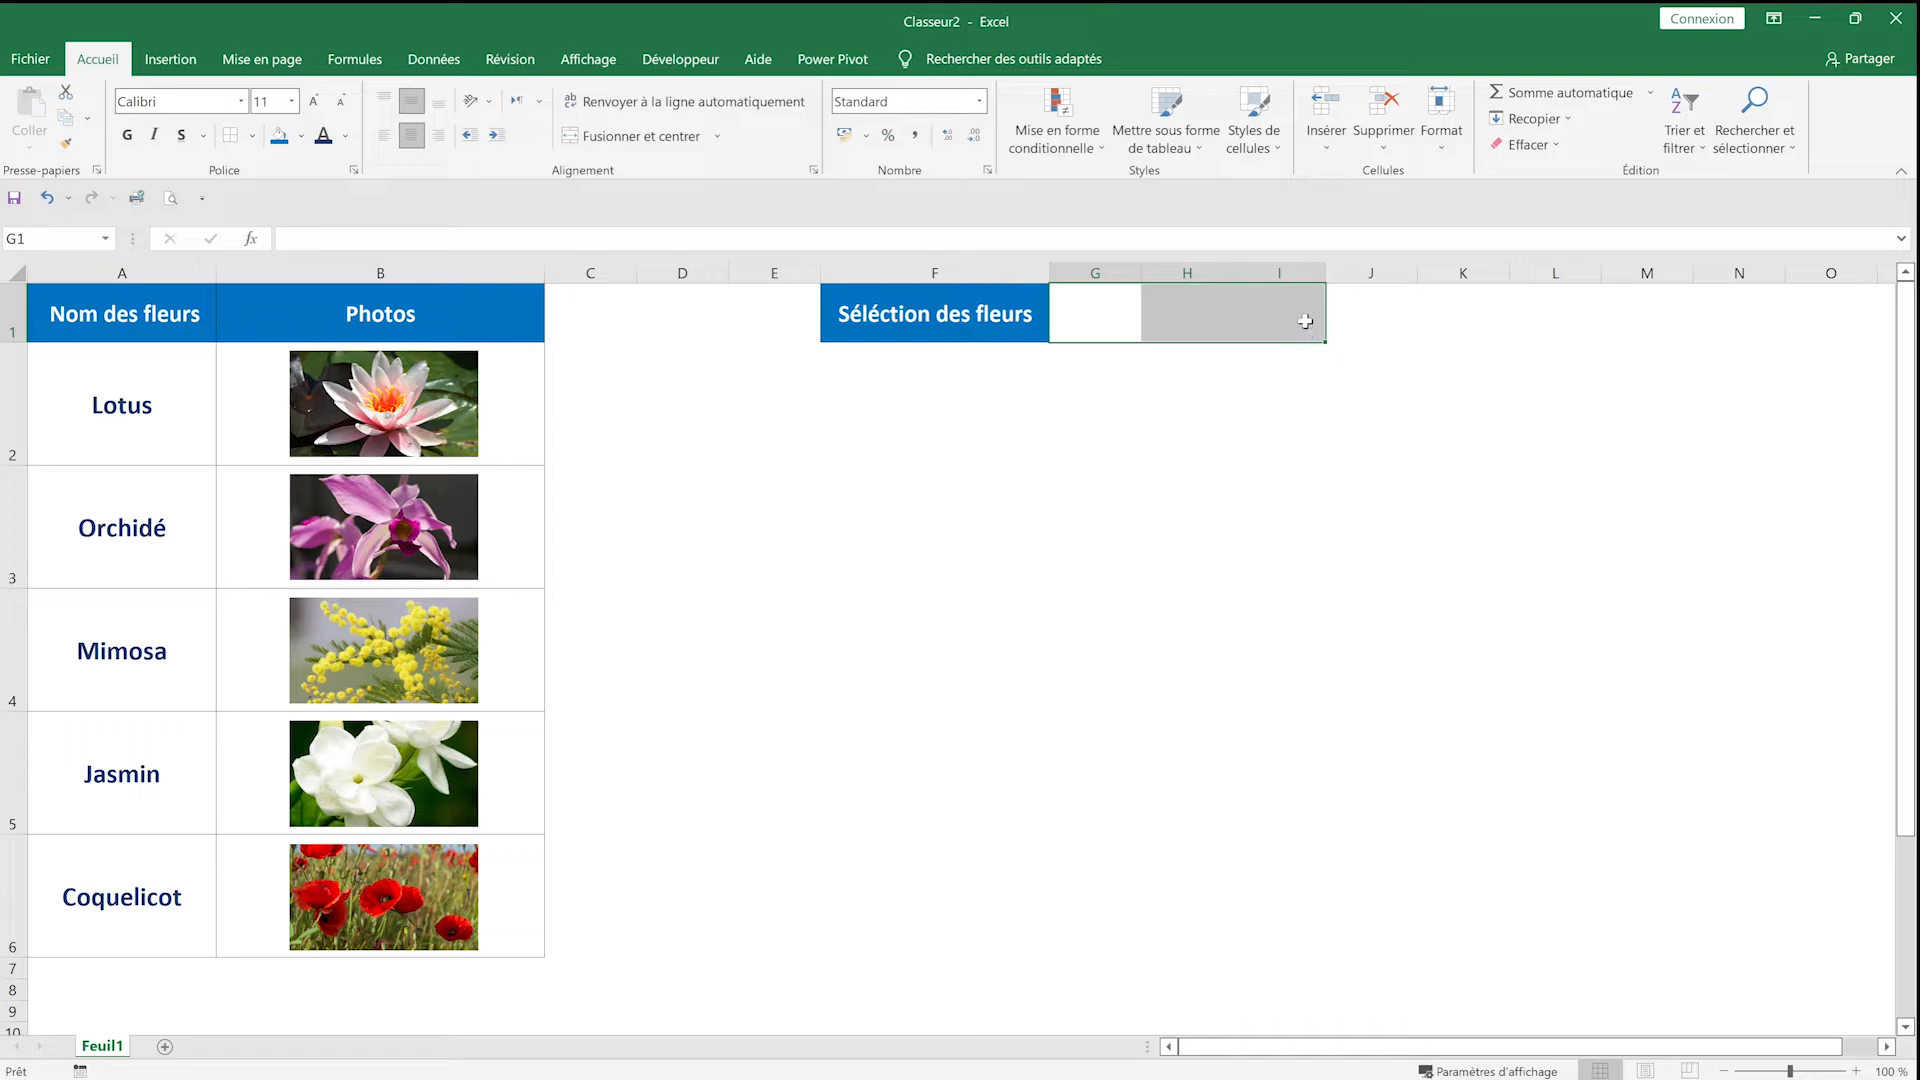 Classeur2 - Excel
Connexion
Fichier Accueil Insertion Mise en page Formules Données Révision Affichage Développeur Aide Power Pivot Rechercher des outils adaptés Partager
Coller
Presse-papiers
Calibri 11
G I S
Police
Renvoyer à la ligne automatiquement
Fusionner et centrer
Alignement
Standard
%
Nombre
Mise en forme conditionnelle
Mettre sous forme de tableau
Styles de cellules
Styles
Insérer Supprimer Format
Cellules
Somme automatique
Recopier
Effacer
Trier et filtrer
Rechercher et sélectionner
Édition
G1 fx
A B C D E F G H I J K L M N O
1 Nom des fleurs Photos Séléction des fleurs
2 Lotus
3 Orchidé
4 Mimosa
5 Jasmin
6 Coquelicot
7
8
9
10
Feuil1
Prêt Paramètres d'affichage 100 %